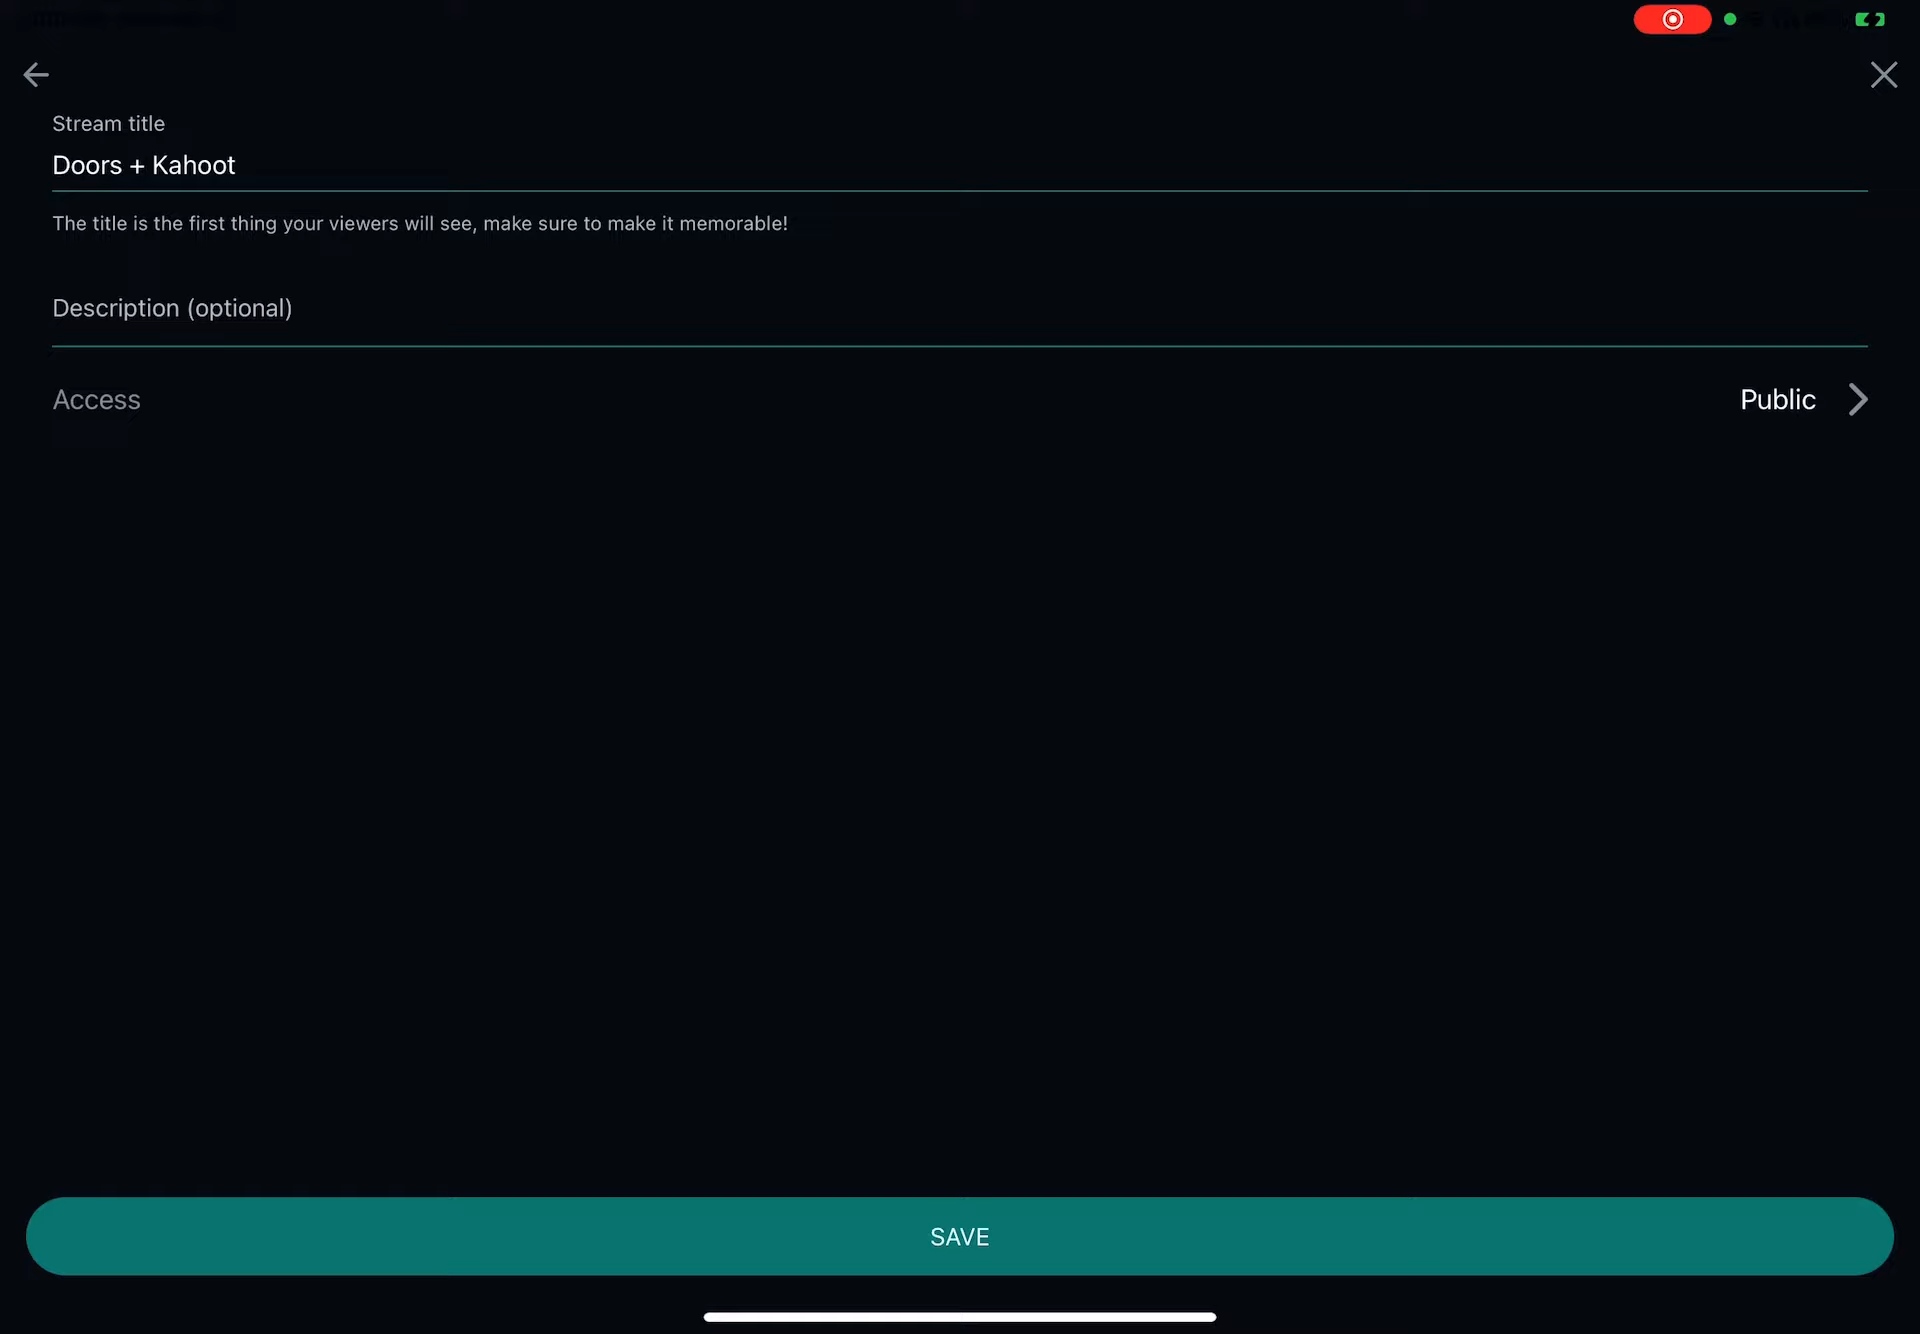 Stream title
Doors + Kahoot
The title is the first thing your viewers will see, make sure to make it memorable!
Description (optional)
Access
Public
SAVE